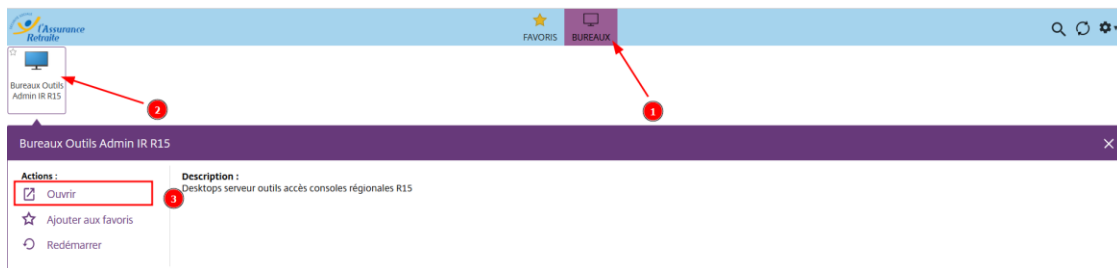 l'Assurance
Retraite
FAVORIS
BUREAUX
Bureaux Outils
Admin IR R15
2
1
Bureaux Outils Admin IR R15
Actions :
Description :
Ouvrir
3
Desktops serveur outils accès consoles régionales R15
Ajouter aux favoris
Redémarrer